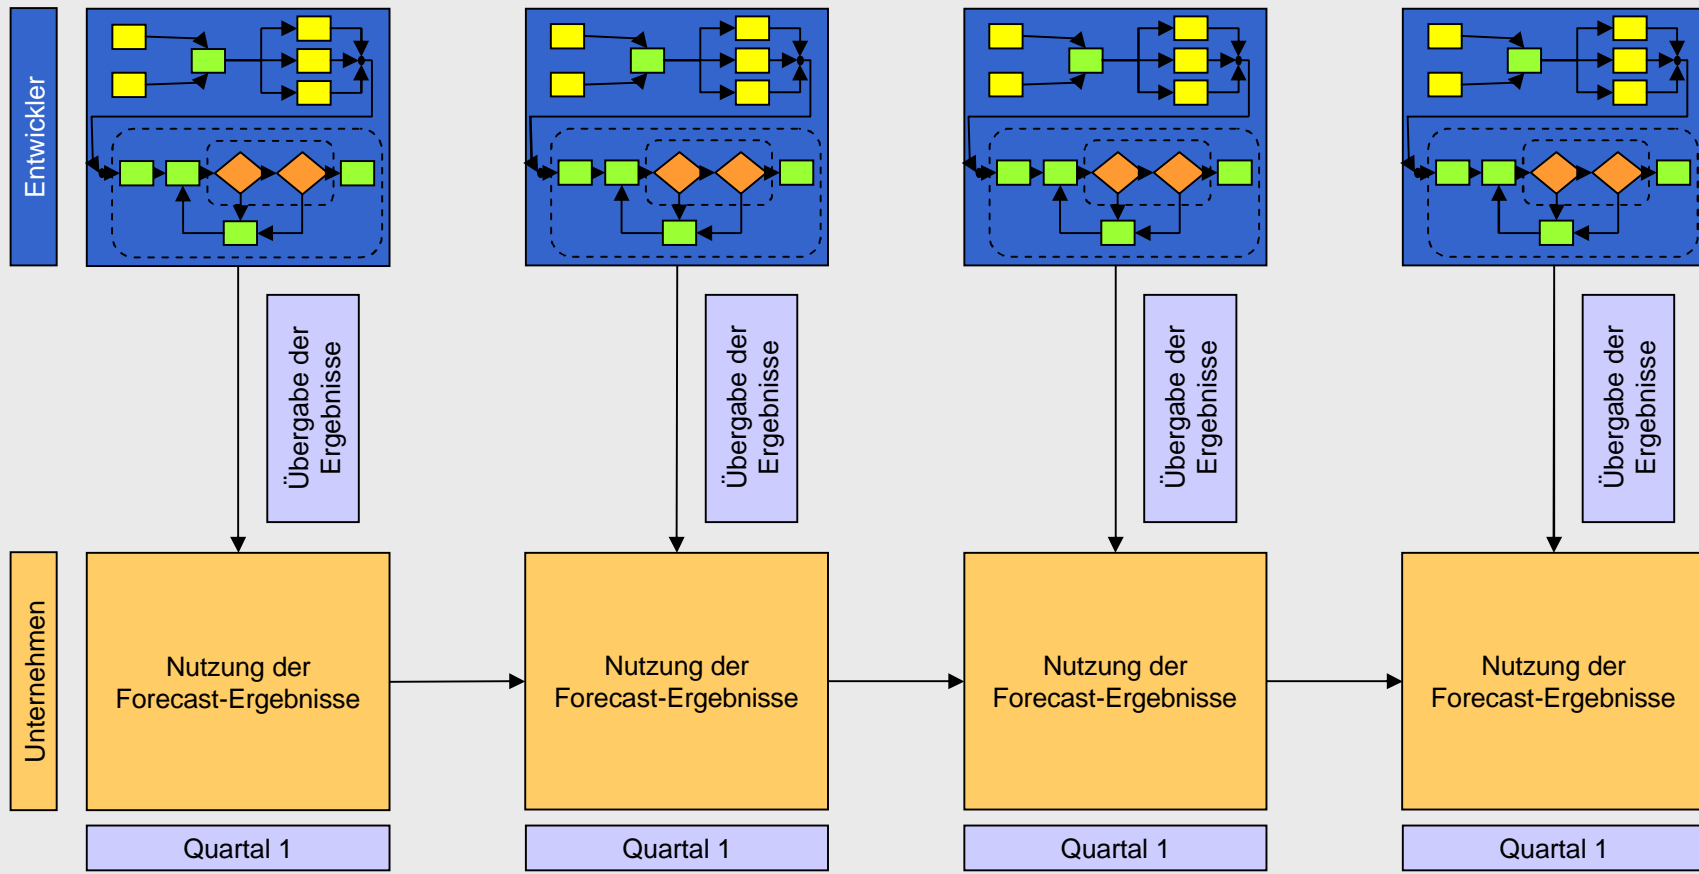 Entwickler
Übergabe der
Ergebnisse
Übergabe der
Ergebnisse
Übergabe der
Ergebnisse
Übergabe der
Ergebnisse
Unternehmen
Nutzung der
Forecast-Ergebnisse
Nutzung der
Forecast-Ergebnisse
Nutzung der
Forecast-Ergebnisse
Nutzung der
Forecast-Ergebnisse
Quartal 1
Quartal 1
Quartal 1
Quartal 1